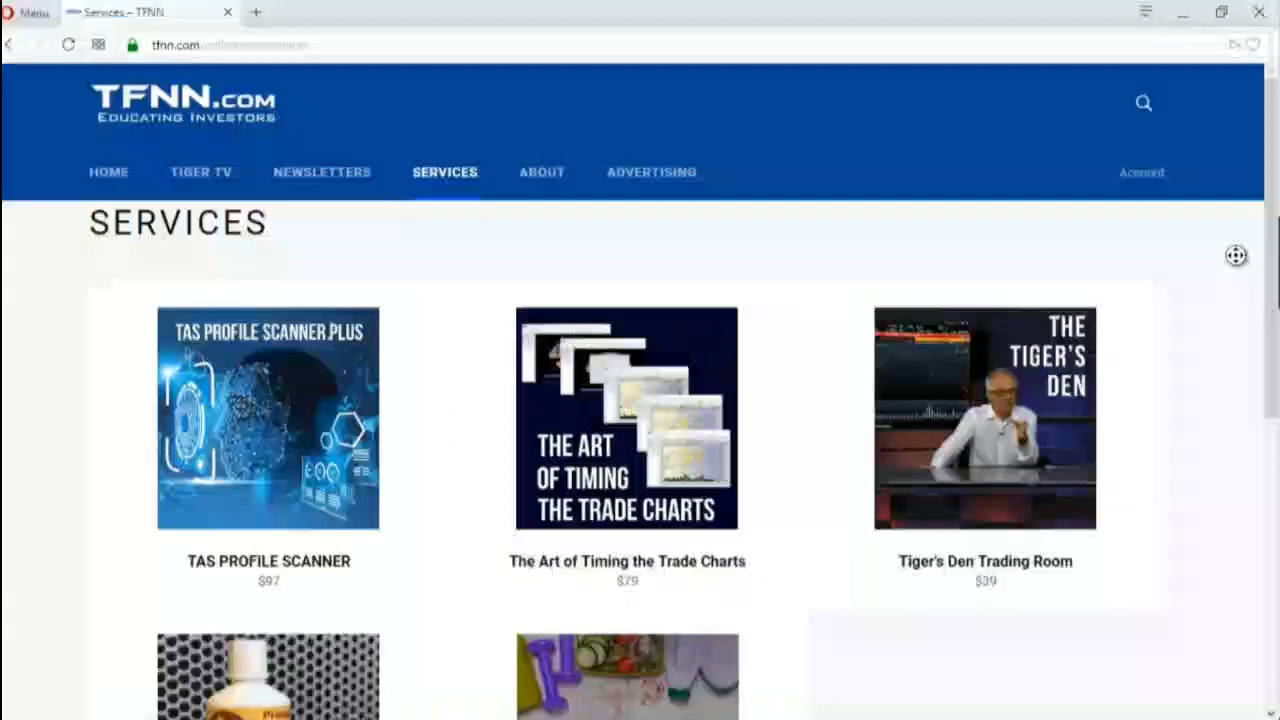 Menu
Services – TFNN
tfnn.com
TFNN.COM
EDUCATING INVESTORS
HOME
TIGER TV
NEWSLETTERS
SERVICES
ABOUT
ADVERTISING
Account
SERVICES
TAS PROFILE SCANNER PLUS
THE ART
OF TIMING
THE TRADE CHARTS
THE
TIGER'S
DEN
TAS PROFILE SCANNER
$97
The Art of Timing the Trade Charts
$79
Tiger's Den Trading Room
$39